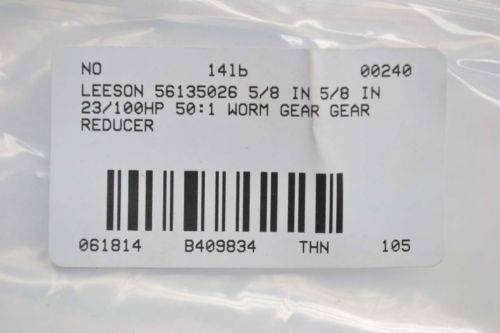 NO 14lb 00240
LEESON 56135026 5/8 IN 5/8 IN
23/100HP 50:1 WORM GEAR GEAR
REDUCER
061814 B409834 THN 105